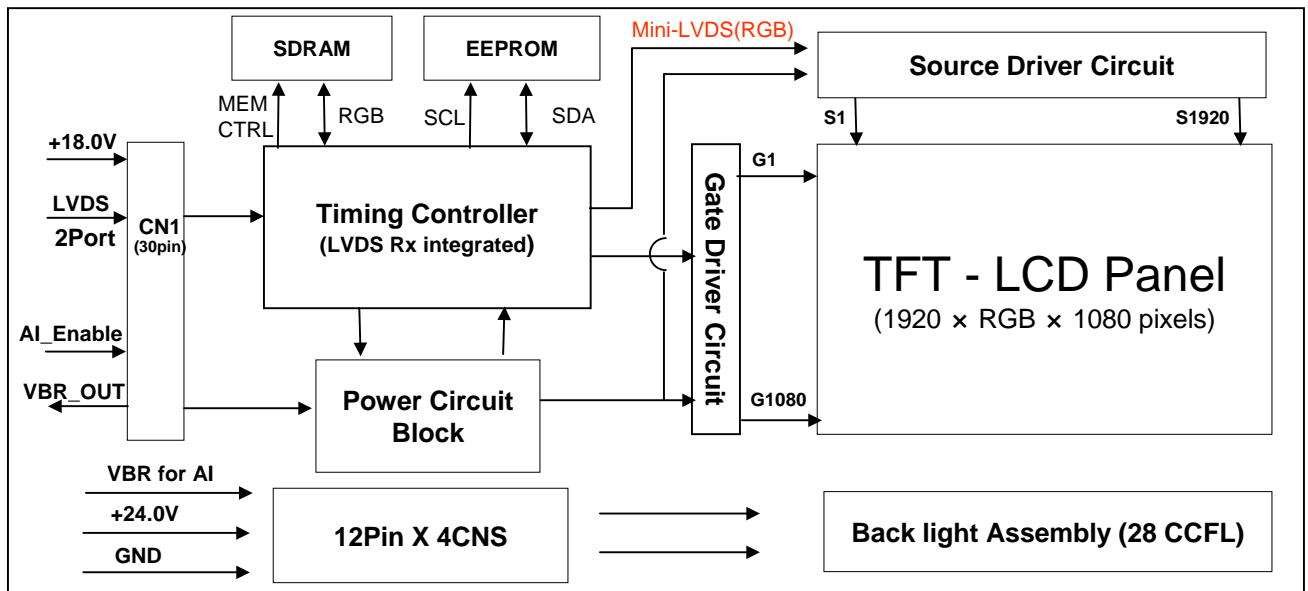 Mini-LVDS(RGB)
SDRAM
EEPROM
Source Driver Circuit
MEM
CTRL
RGB
SCL
SDA
S1
S1920
+18.0V
LVDS
2Port
AI_Enable
VBR_OUT
CN1
(30pin)
Timing Controller
(LVDS Rx integrated)
Power Circuit
Block
Gate Driver Circuit
G1
G1080
TFT - LCD Panel
(1920 × RGB × 1080 pixels)
VBR for AI
+24.0V
GND
12Pin X 4CNS
Back light Assembly (28 CCFL)